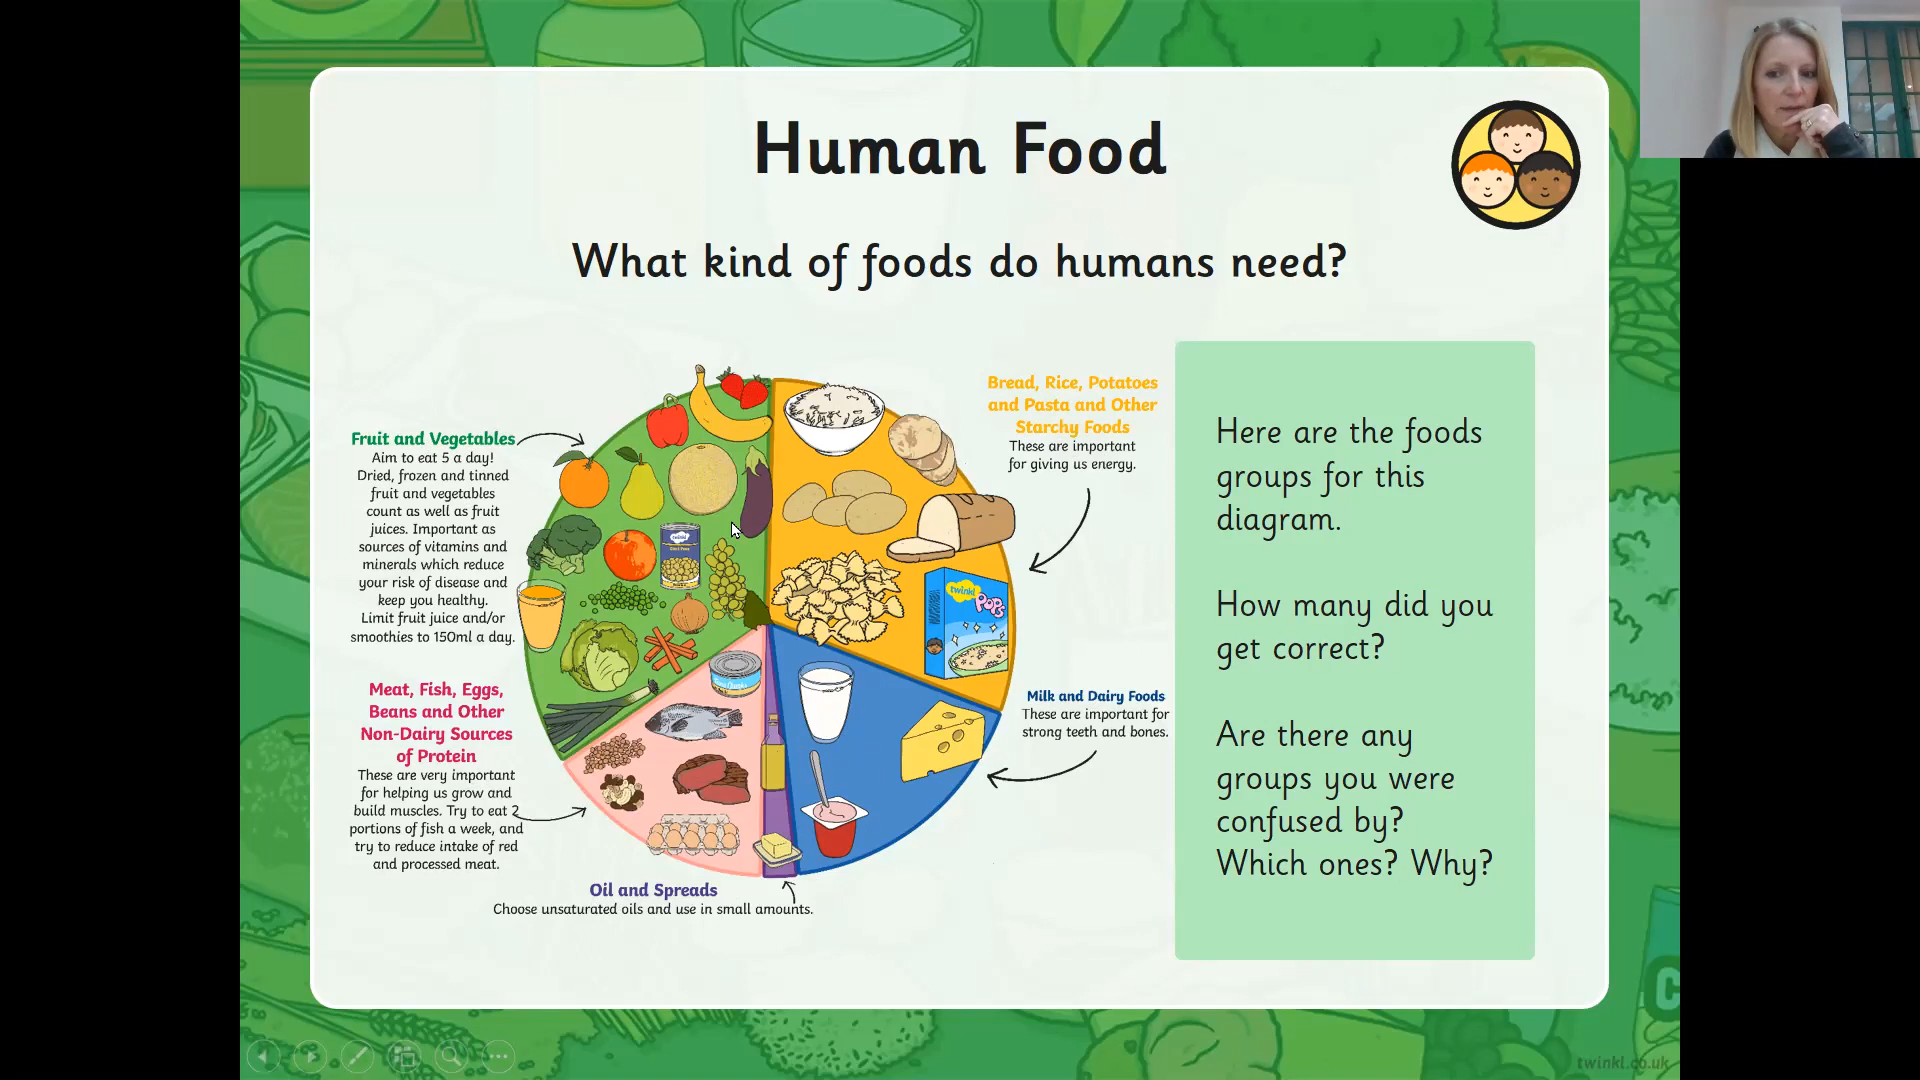 Human Food
What kind of foods do humans need?
Fruit and Vegetables
Aim to eat 5 a day!
Dried, frozen and tinned
fruit and vegetables
count as well as fruit
juices. Important as
sources of vitamins and
minerals which reduce
your risk of disease and
keep you healthy.
Limit fruit juice and/or
smoothies to 150ml a day.
Meat, Fish, Eggs,
Beans and Other
Non-Dairy Sources
of Protein
These are very important
for helping us grow and
build muscles. Try to eat 2
portions of fish a week, and
try to reduce intake of red
and processed meat.
Oil and Spreads
Choose unsaturated oils and use in small amounts.
Bread, Rice, Potatoes
and Pasta and Other
Starchy Foods
These are important
for giving us energy.
twinkl
Pops
twinkl
Milk and Dairy Foods
These are important for
strong teeth and bones.
Here are the foods
groups for this
diagram.
How many did you
get correct?
Are there any
groups you were
confused by?
Which ones? Why?
twinkl.co.uk